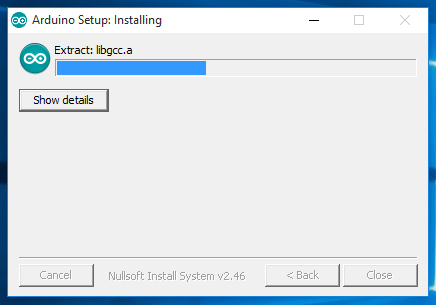 Arduino Setup: Installing
Extract: libgcc.a
Show details
Cancel
Nullsoft Install System v2.46
< Back
Close